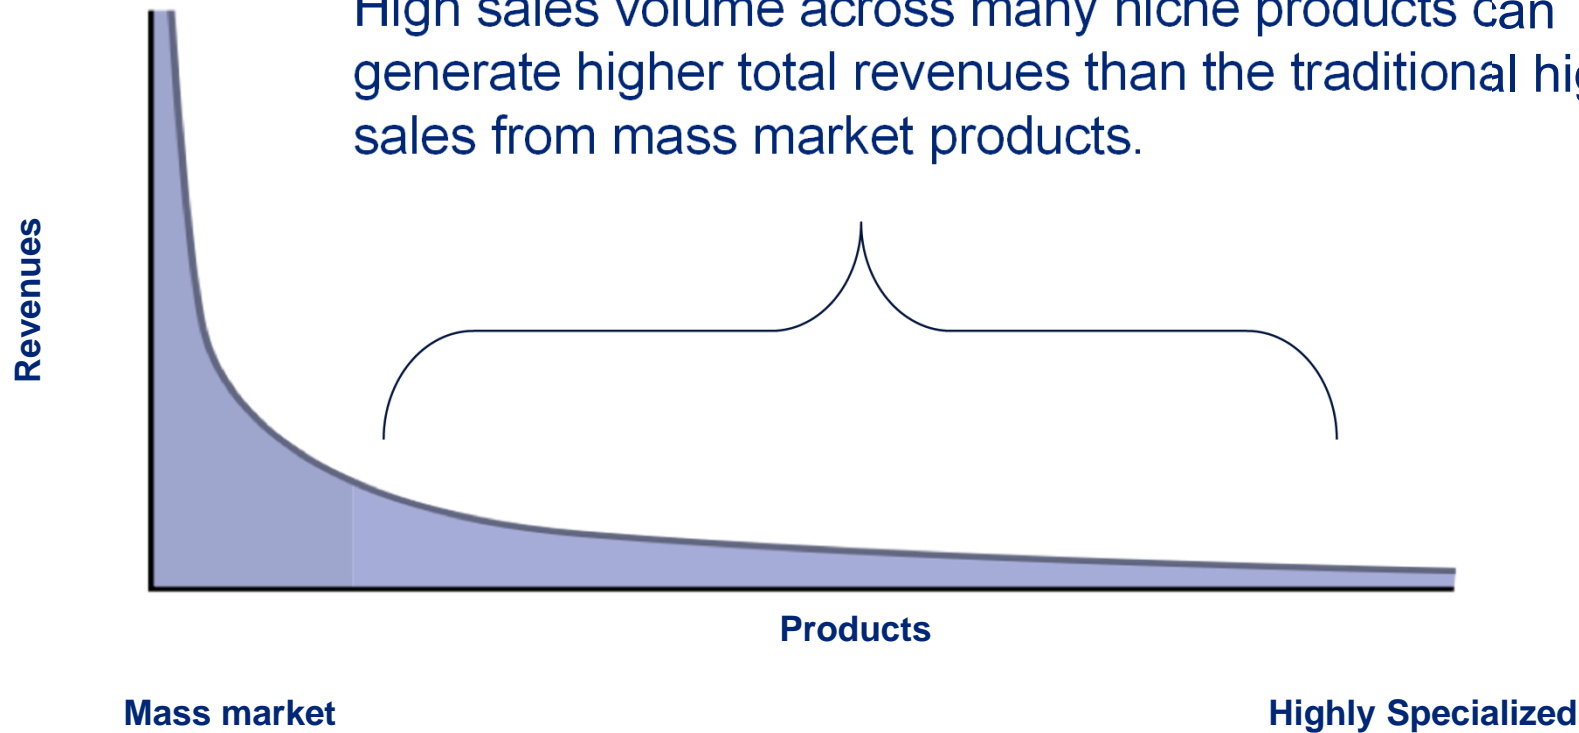 High sales volume across many niche products can
generate higher total revenues than the traditional hig
sales from mass market products.
Revenues
Products
Mass market
Highly Specialized